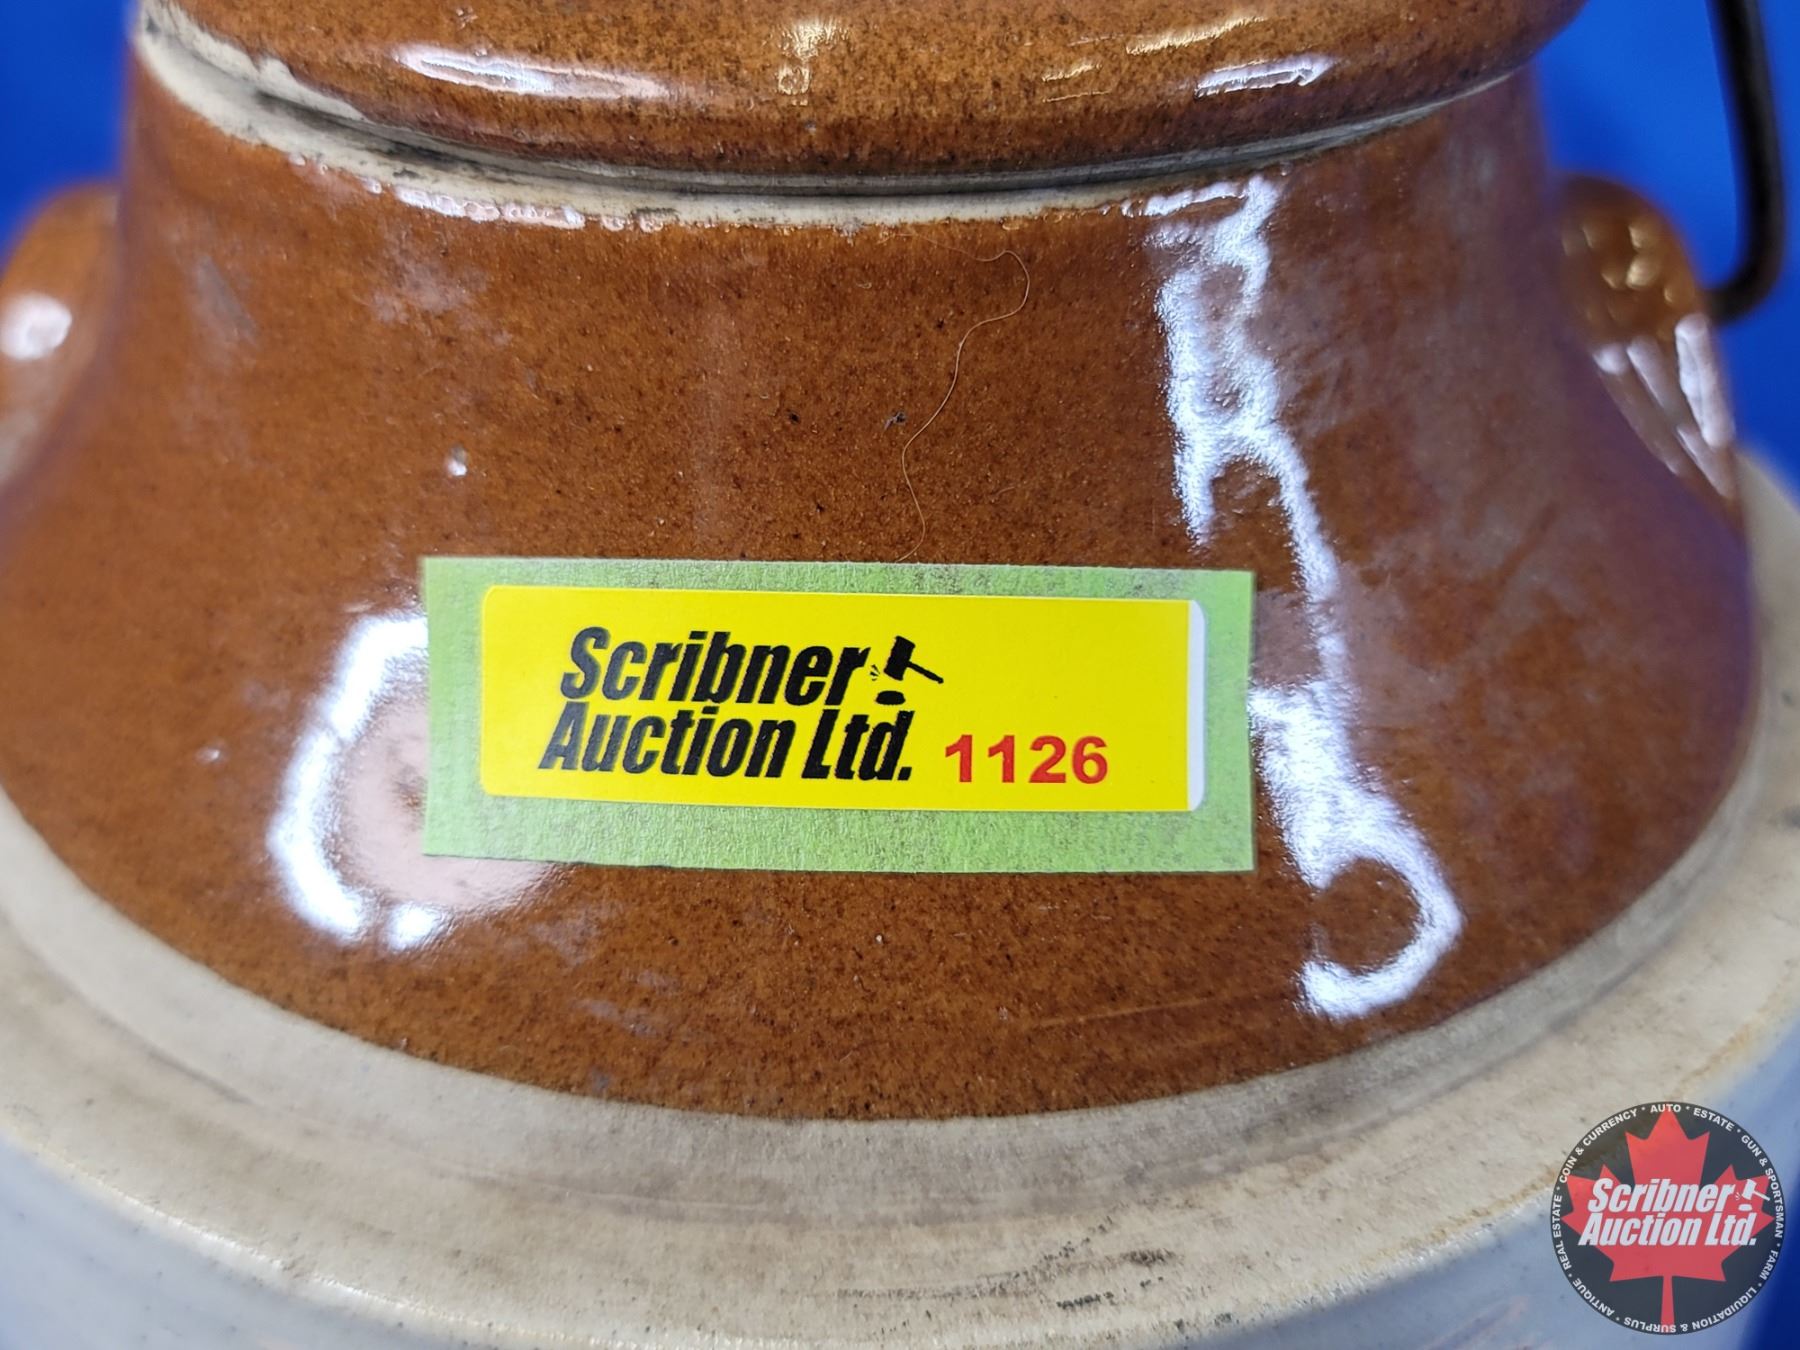 Scribner
Auction Ltd. 1126
COIN & CURRENCY * AUTO * ESTATE * GUN & SPORTSMAN * FARM * LIQUIDATION & SURPLUS * ANTIQUE * REAL ESTATE *
Scribner
Auction Ltd.